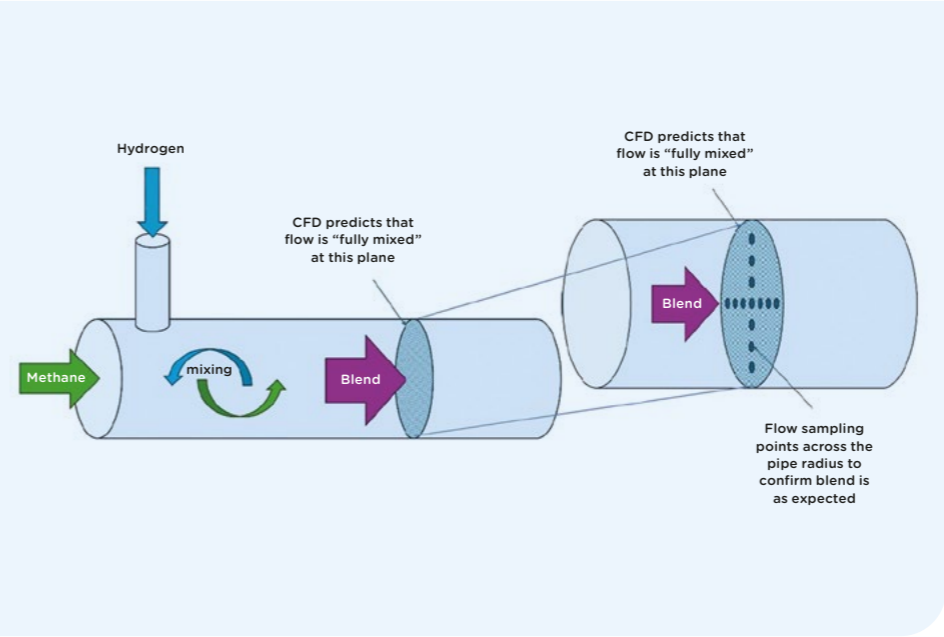 Hydrogen
CFD predicts that
flow is “fully mixed”
at this plane
Methane
mixing
Blend
CFD predicts that
flow is “fully mixed”
at this plane
Blend
Flow sampling
points across the
pipe radius to
confirm blend is
as expected